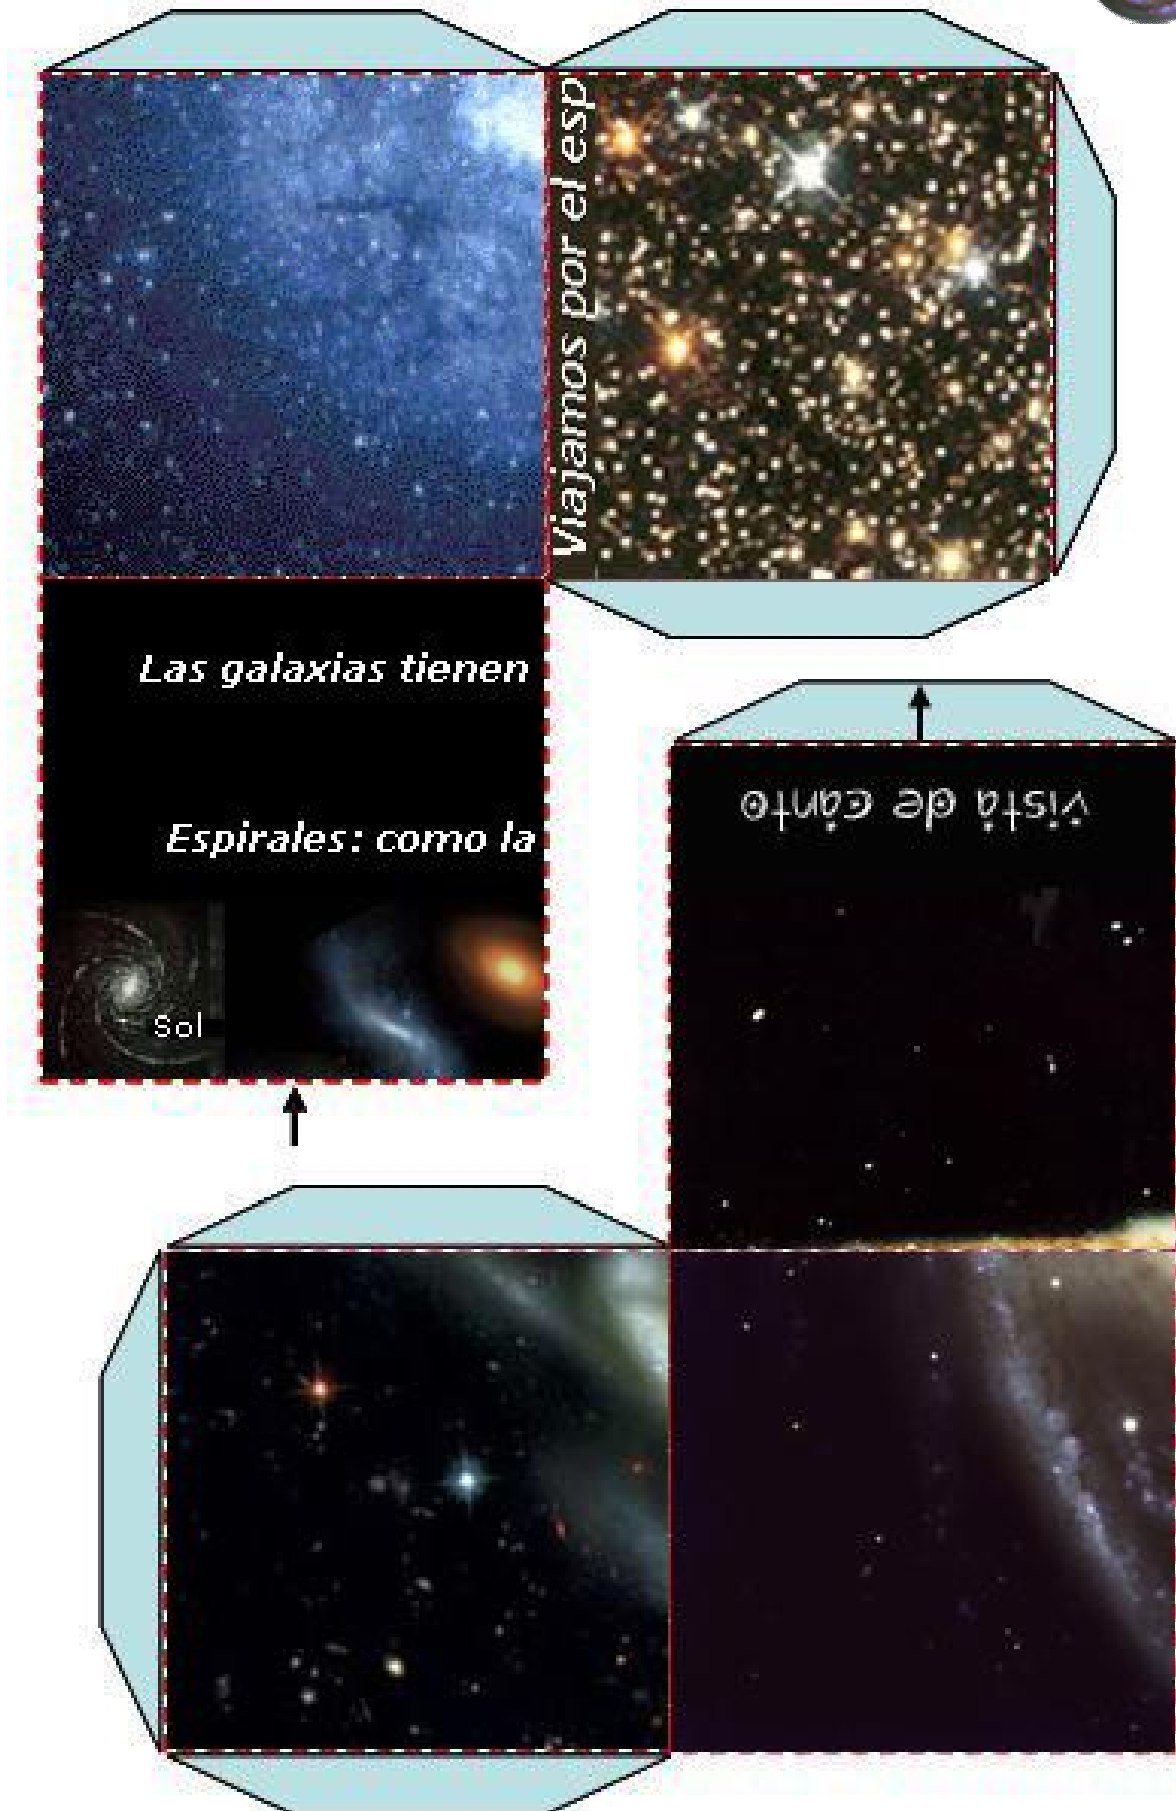 Viajamos por el esp
Las galaxias tienen
Espirales: como la
Sol
vista de canto